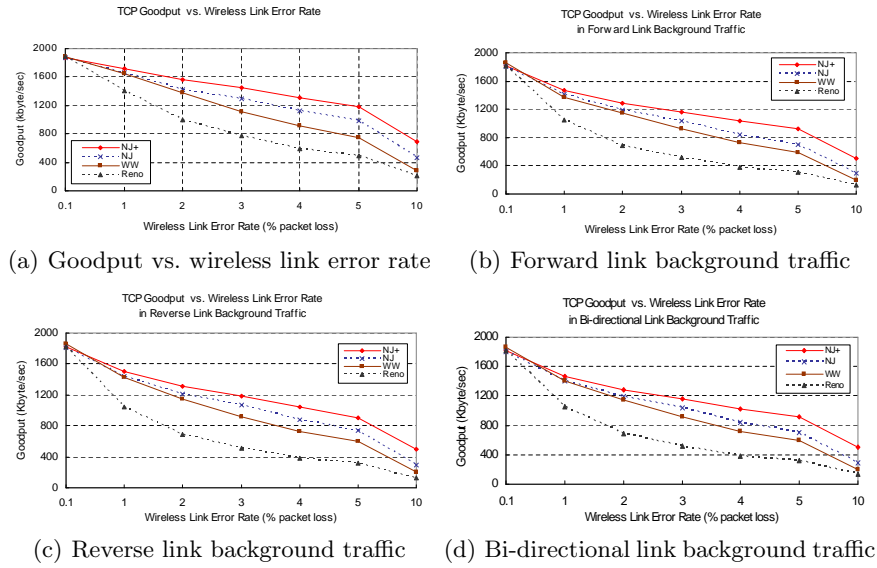 TCP Goodput vs. Wireless Link Error Rate
2000
1600
1200
800
400
0
Goodput (Kbyte/sec)
NJ+
NJ
WW
Reno
0.1 1 2 3 4 5 10
Wireless Link Error Rate (% packet loss)
(a) Goodput vs. wireless link error rate
TCP Goodput vs. Wireless Link Error Rate
in Forward Link Background Traffic
2000
1600
1200
800
400
0
Goodput (Kbyte/sec)
NJ+
NJ
WW
Reno
0.1 1 2 3 4 5 10
Wireless Link Error Rate (% packet loss)
(b) Forward link background traffic
TCP Goodput vs. Wireless Link Error Rate
in Reverse Link Background Traffic
2000
1600
1200
800
400
0
Goodput (Kbyte/sec)
NJ+
NJ
WW
Reno
0.1 1 2 3 4 5 10
Wireless Link Error Rate (% packet loss)
(c) Reverse link background traffic
TCP Goodput vs. Wireless Link Error Rate
in Bi-directional Link Background Traffic
2000
1600
1200
800
400
0
Goodput (Kbyte/sec)
NJ+
NJ
WW
Reno
0.1 1 2 3 4 5 10
Wireless Link Error Rate (% packet loss)
(d) Bi-directional link background traffic